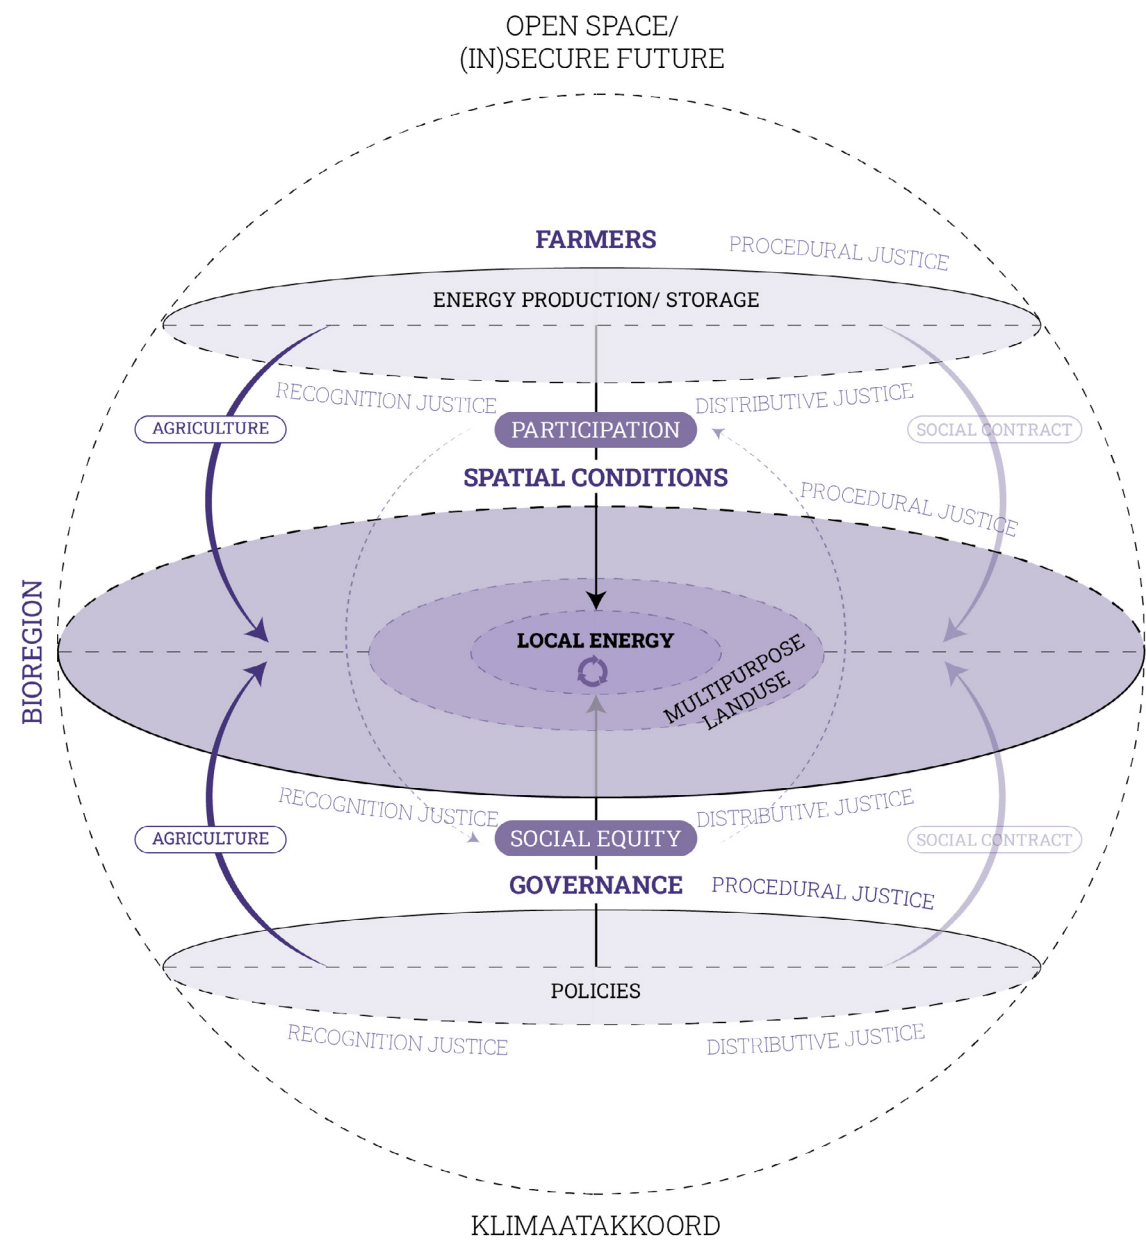 OPEN SPACE/
(IN)SECURE FUTURE
FARMERS
PROCEDURAL JUSTICE
ENERGY PRODUCTION/ STORAGE
RECOGNITION JUSTICE
DISTRIBUTIVE JUSTICE
AGRICULTURE
PARTICIPATION
SOCIAL CONTRACT
SPATIAL CONDITIONS
PROCEDURAL JUSTICE
BIOREGION
LOCAL ENERGY
MULTIPURPOSE
LANDUSE
RECOGNITION JUSTICE
DISTRIBUTIVE JUSTICE
AGRICULTURE
SOCIAL EQUITY
SOCIAL CONTRACT
GOVERNANCE
PROCEDURAL JUSTICE
POLICIES
RECOGNITION JUSTICE
DISTRIBUTIVE JUSTICE
KLIMAATAKKOORD